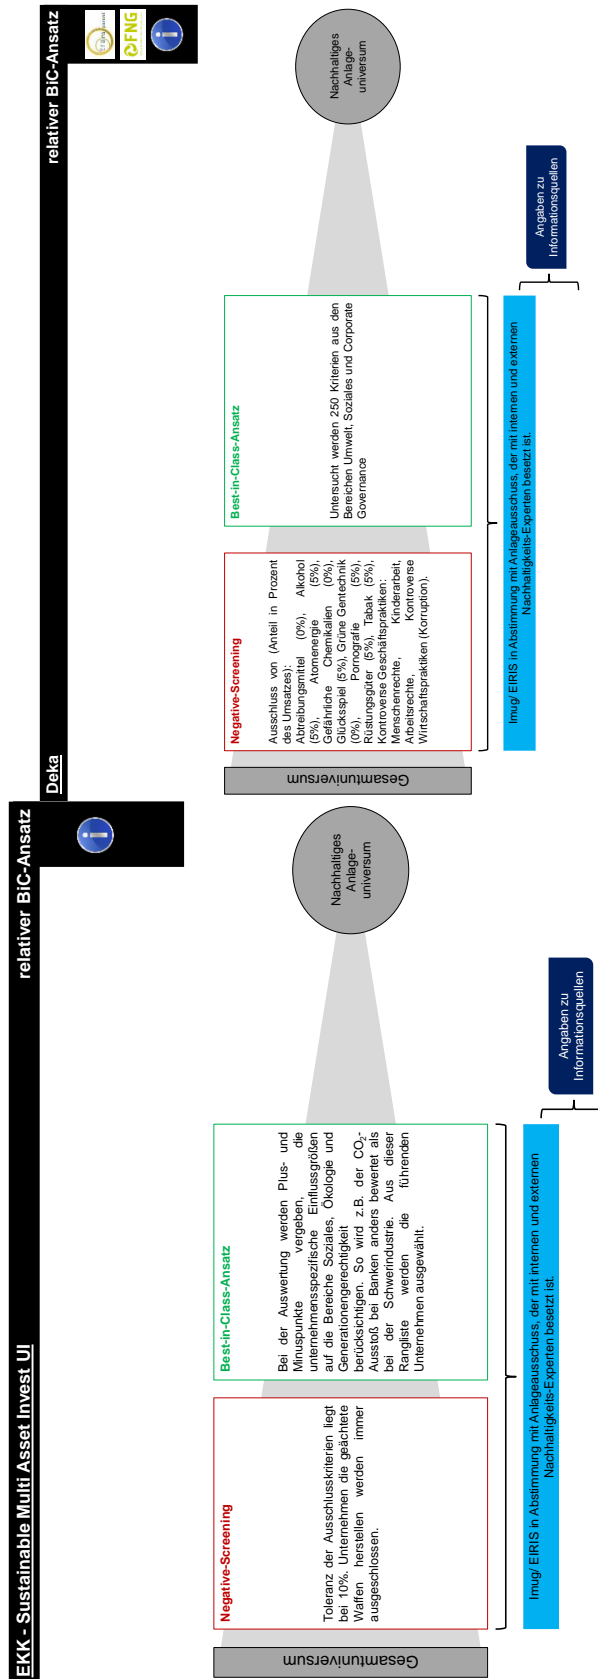 EKK - Sustainable Multi Asset Invest UI
relativer BiC-Ansatz
Gesamtuniversum
Negative-Screening
Toleranz der Ausschlusskriterien liegt
bei 10%. Unternehmen die geächtete
Waffen herstellen werden immer
ausgeschlossen.
Best-in-Class-Ansatz
Bei der Auswertung werden Plus- und
Minuspunkte vergeben, die
unternehmensspezifische Einflussgrößen
auf die Bereiche Soziales, Ökologie und
Generationengerechtigkeit
berücksichtigen. So wird z.B. der CO2-
Ausstoß bei Banken anders bewertet als
bei der Schwerindustrie. Aus dieser
Rangliste werden die führenden
Unternehmen ausgewählt.
Nachhaltiges
Anlage-
universum
Imug/ EIRIS in Abstimmung mit Anlageausschuss, der mit internen und externen
Nachhaltigkeits-Experten besetzt ist.
Angaben zu
Informationsquellen
Deka
relativer BiC-Ansatz
FNG
Gesamtuniversum
Negative-Screening
Ausschluss von (Anteil in Prozent
des Umsatzes):
Abtreibungsmittel (0%), Alkohol
(5%), Atomenergie (5%),
Gefährliche Chemikalien (0%),
Glücksspiel (5%), Grüne Gentechnik
(0%), Pornografie (5%),
Rüstungsgüter (5%), Tabak (5%),
Kontroverse Geschäftspraktiken:
Menschenrechte, Kinderarbeit,
Arbeitsrechte, Kontroverse
Wirtschaftspraktiken (Korruption).
Best-in-Class-Ansatz
Untersucht werden 250 Kriterien aus den
Bereichen Umwelt, Soziales und Corporate
Governance
Nachhaltiges
Anlage-
universum
Imug/ EIRIS in Abstimmung mit Anlageausschuss, der mit internen und externen
Nachhaltigkeits-Experten besetzt ist.
Angaben zu
Informationsquellen